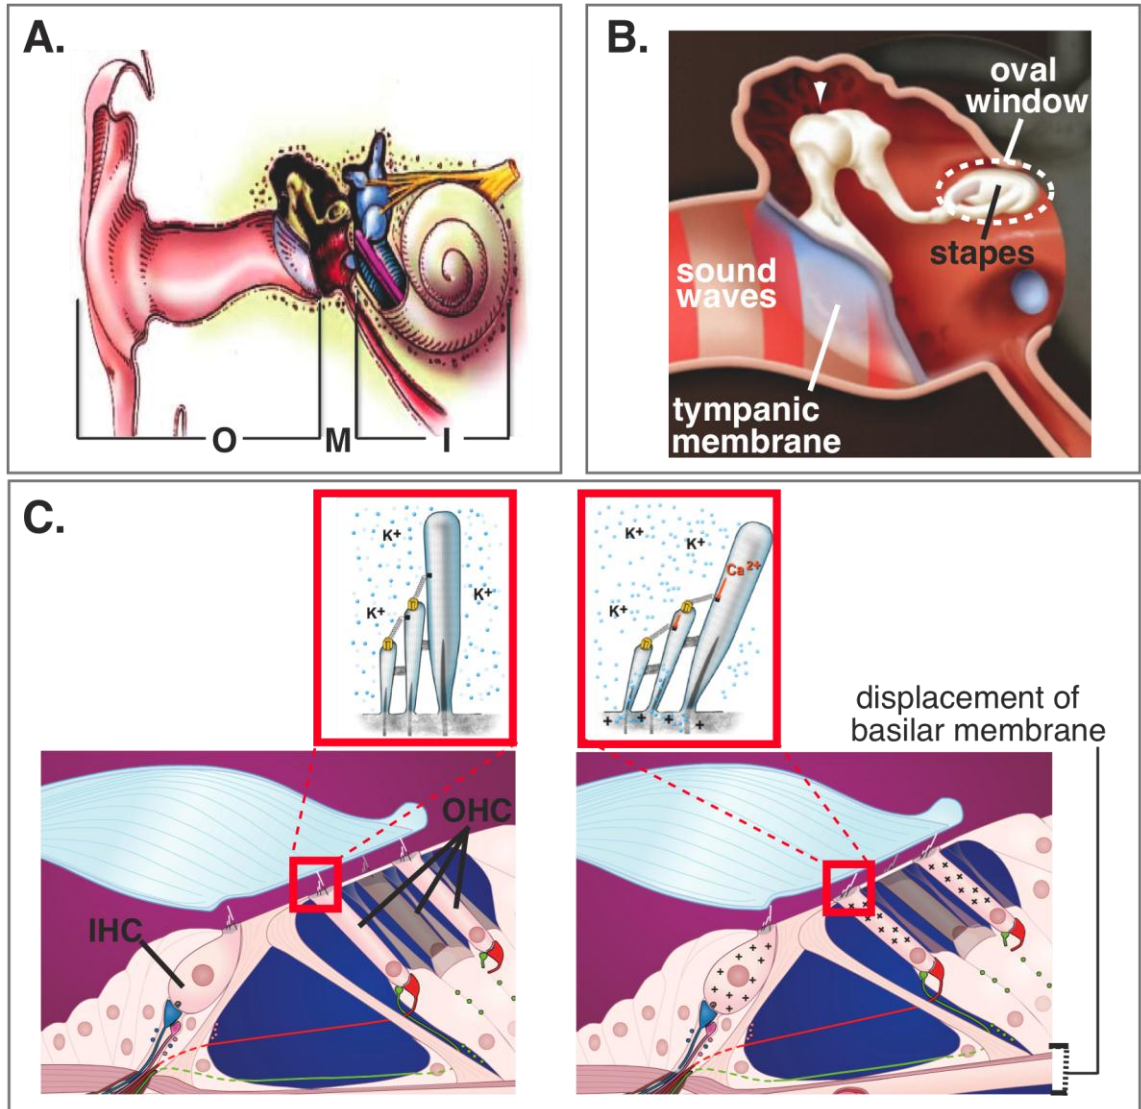 A.
O
M
I
B.
oval
window
stapes
sound
waves
tympanic
membrane
C.
K+
K+
K+
K+
K+
Ca2+
K+
+ + + +
displacement of
basilar membrane
OHC
IHC